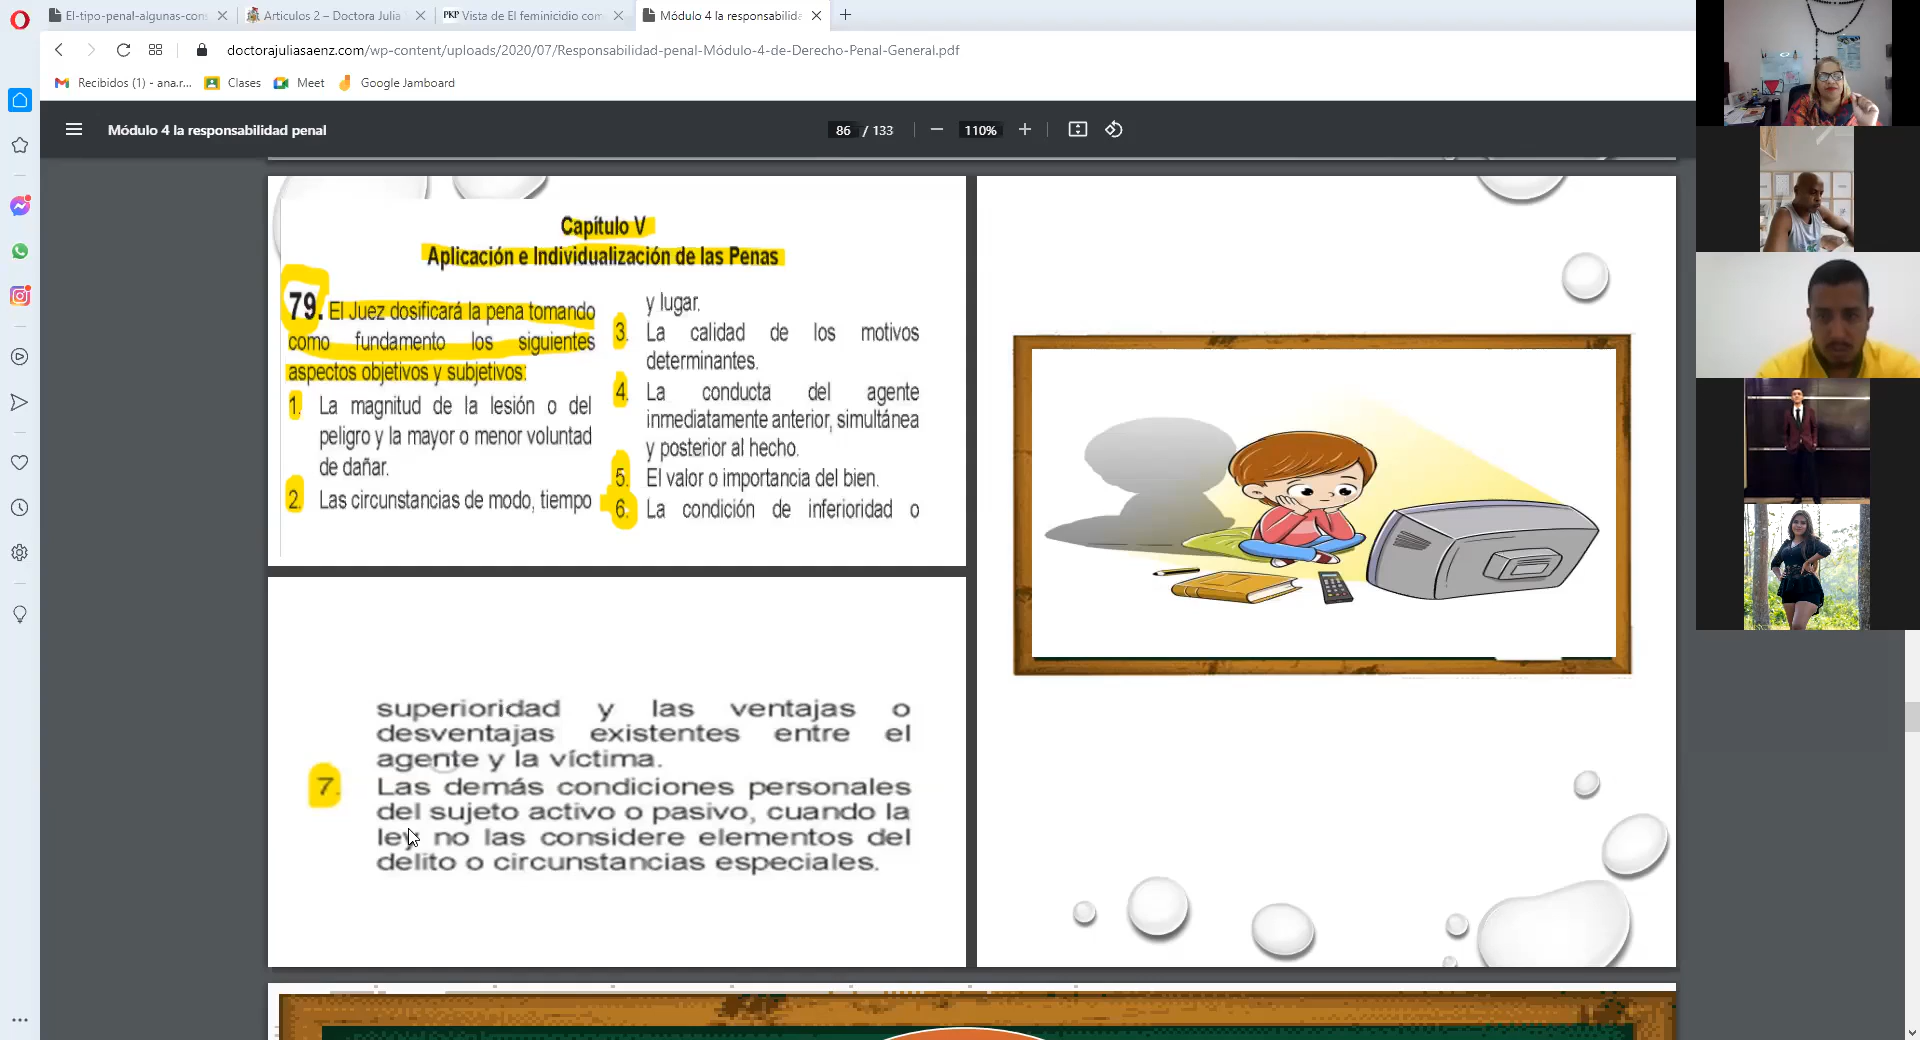 El-tipo-penal-algunas-cons
Articulos 2 – Doctora Julia
PKP Vista de El feminicidio com
Módulo 4 la responsabilida
doctorajuliasaenz.com/wp-content/uploads/2020/07/Responsabilidad-penal-Módulo-4-de-Derecho-Penal-General.pdf
Recibidos (1) - ana.r... Clases Meet Google Jamboard
Módulo 4 la responsabilidad penal
86 / 133
110%
Capítulo V
Aplicación e Individualización de las Penas
79. El Juez dosificará la pena tomando
como fundamento los siguientes
aspectos objetivos y subjetivos:
1. La magnitud de la lesión o del
peligro y la mayor o menor voluntad
de dañar.
2. Las circunstancias de modo, tiempo
y lugar.
3. La calidad de los motivos
determinantes.
4. La conducta del agente
inmediatamente anterior, simultánea
y posterior al hecho.
5. El valor o importancia del bien.
6. La condición de inferioridad o
superioridad y las ventajas o
desventajas existentes entre el
agente y la víctima.
7. Las demás condiciones personales
del sujeto activo o pasivo, cuando la
ley no las considere elementos del
delito o circunstancias especiales.